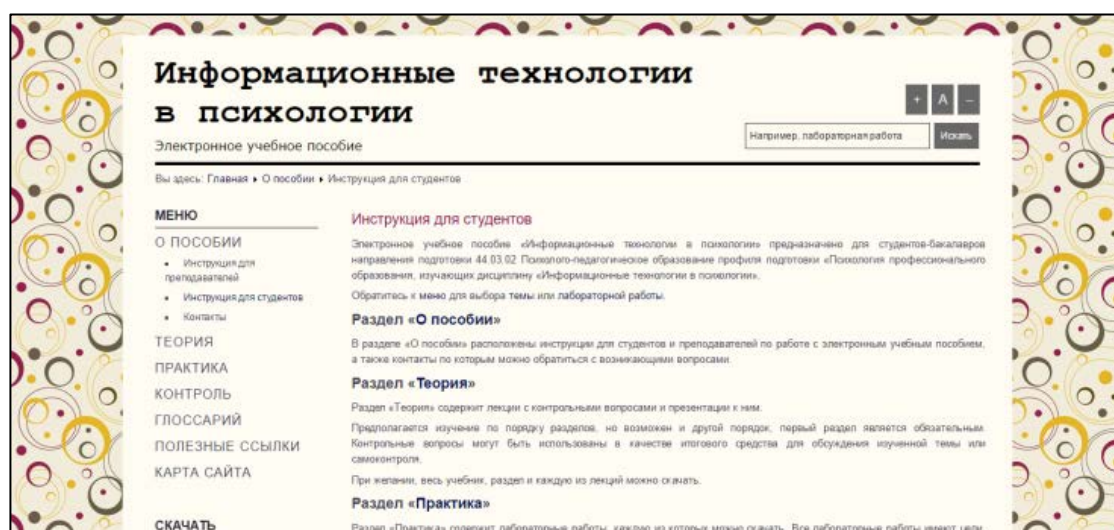 Информационные технологии
в психологии
Электронное учебное пособие
+ А –
Например, лабораторная работа
Искать
Вы здесь: Главная ▸ О пособии ▸ Инструкция для студентов
МЕНЮ
О ПОСОБИИ
Инструкция для
преподавателей
Инструкция для студентов
Контакты
ТЕОРИЯ
ПРАКТИКА
КОНТРОЛЬ
ГЛОССАРИЙ
ПОЛЕЗНЫЕ ССЫЛКИ
КАРТА САЙТА
СКАЧАТЬ
Инструкция для студентов
Электронное учебное пособие «Информационные технологии в психологии» предназначено для студентов-бакалавров
направления подготовки 44.03.02 Психолого-педагогическое образование профиля подготовки «Психология профессионального
образования, изучающих дисциплину «Информационные технологии в психологии».
Обратитесь к меню для выбора темы или лабораторной работы.
Раздел «О пособии»
В разделе «О пособии» расположены инструкции для студентов и преподавателей по работе с электронным учебным пособием,
а также контакты по которым можно обратиться с возникающими вопросами.
Раздел «Теория»
Раздел «Теория» содержит лекции с контрольными вопросами и презентации к ним.
Предполагается изучение по порядку разделов, но возможен и другой порядок, первый раздел является обязательным.
Контрольные вопросы могут быть использованы в качестве итогового средства для обсуждения изученной темы или
самоконтроля.
При желании, весь учебник, раздел и каждую из лекций можно скачать.
Раздел «Практика»
Раздел «Практика» содержит лабораторные работы, каждую из которых можно скачать. Все лабораторные работы имеют цели,